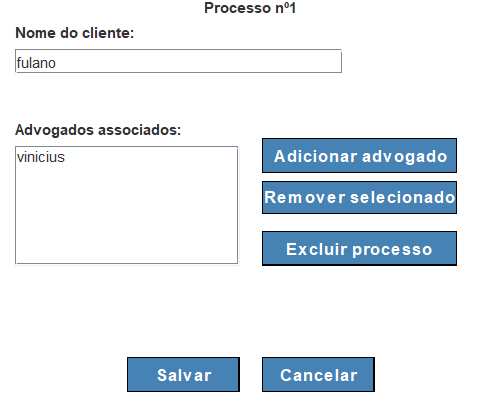 Processo nº1
Nome do cliente:
fulano
Advogados associados:
vinicius
Adicionar advogado
Remover selecionado
Excluir processo
Salvar
Cancelar